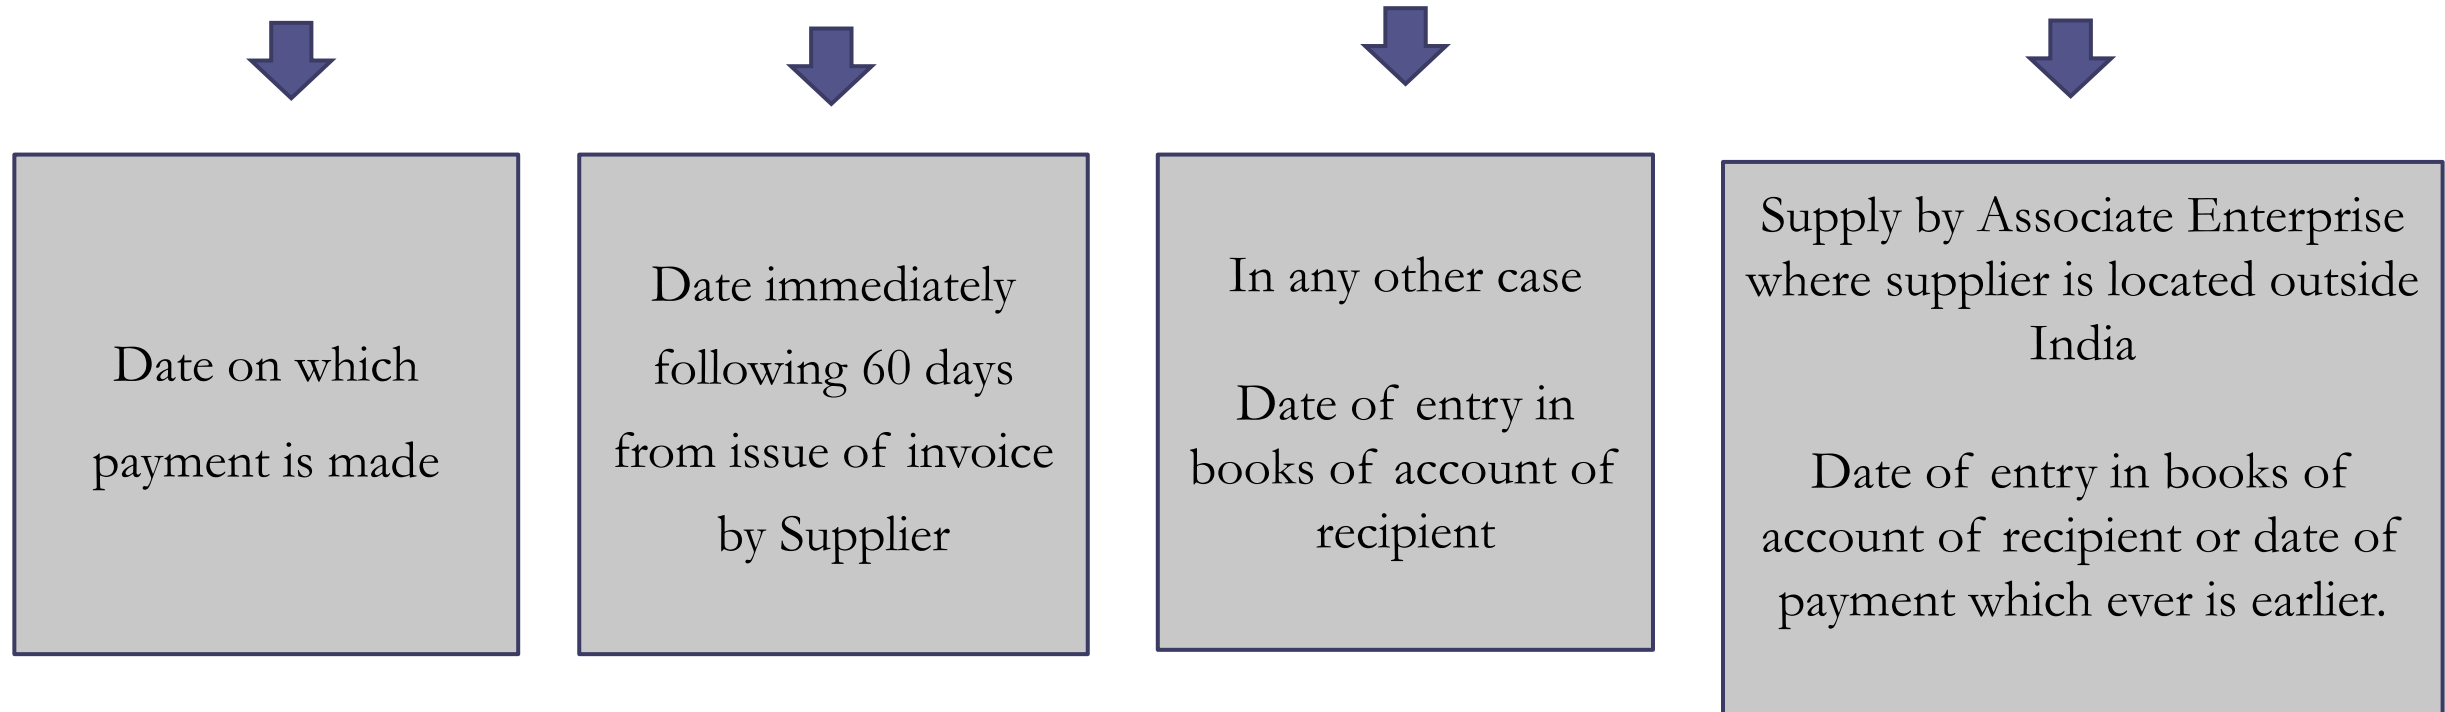 Date on which
payment is made
Date immediately
following 60 days
from issue of invoice
by Supplier
In any other case
Date of entry in
books of account of
recipient
Supply by Associate Enterprise
where supplier is located outside
India
Date of entry in books of
account of recipient or date of
payment which ever is earlier.